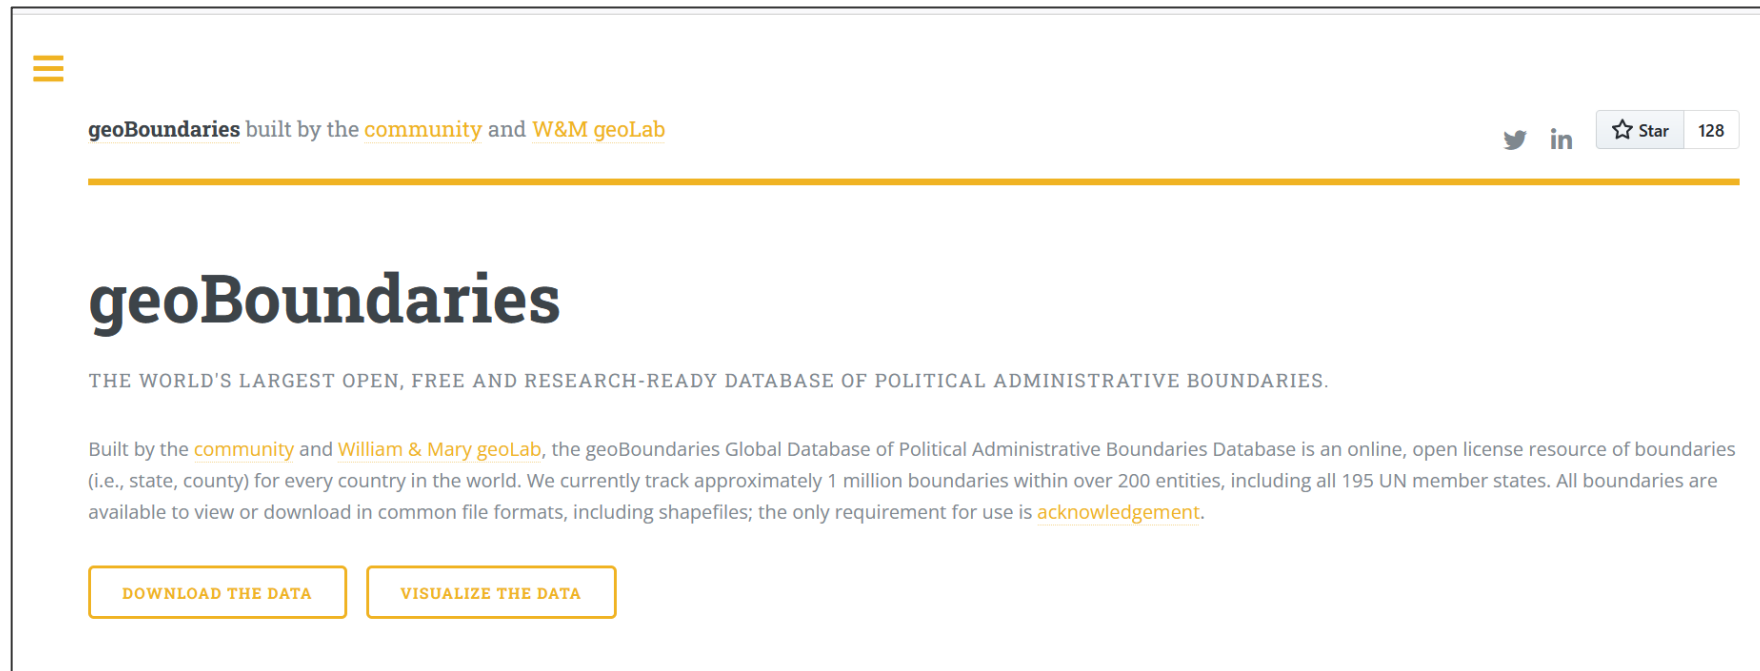 geoBoundaries built by the community and W&M geoLab
Star 128
geoBoundaries
THE WORLD'S LARGEST OPEN, FREE AND RESEARCH-READY DATABASE OF POLITICAL ADMINISTRATIVE BOUNDARIES.
Built by the community and William & Mary geoLab, the geoBoundaries Global Database of Political Administrative Boundaries Database is an online, open license resource of boundaries
(i.e., state, county) for every country in the world. We currently track approximately 1 million boundaries within over 200 entities, including all 195 UN member states. All boundaries are
available to view or download in common file formats, including shapefiles; the only requirement for use is acknowledgement.
DOWNLOAD THE DATA VISUALIZE THE DATA